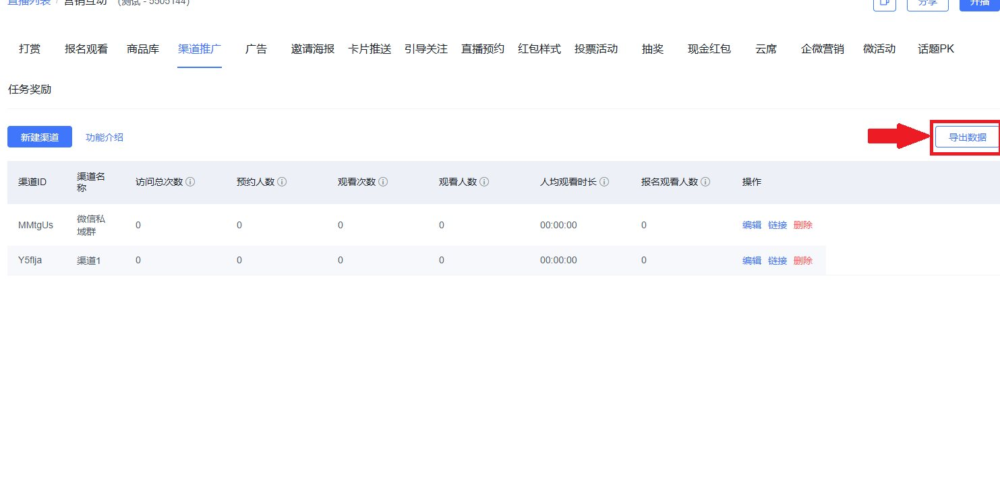 直播列表 / 营销互动 (测试 - 5505144) 分享 开播
打赏 报名观看 商品库 渠道推广 广告 邀请海报 卡片推送 引导关注 直播预约 红包样式 投票活动 抽奖 现金红包 云席 企微营销 微活动 话题PK
任务奖励
新建渠道 功能介绍 导出数据
渠道ID 渠道名称 访问总次数 预约人数 观看次数 观看人数 人均观看时长 报名观看人数 操作
MMtgUs 微信私域群 0 0 0 0 00:00:00 0 编辑 链接 删除
Y5flja 渠道1 0 0 0 0 00:00:00 0 编辑 链接 删除